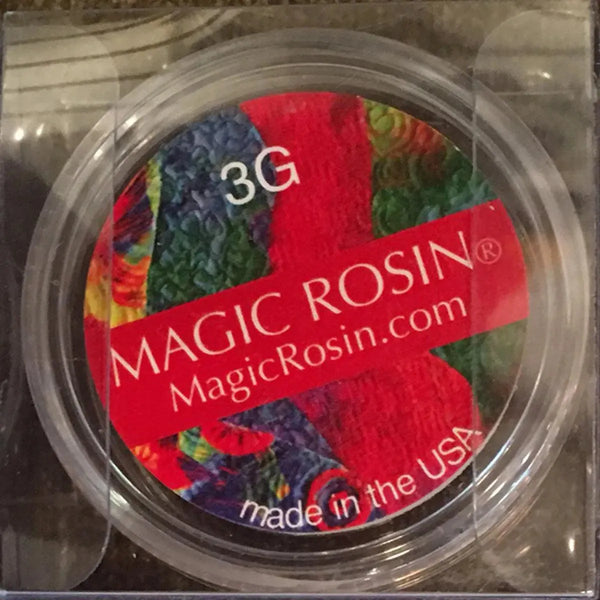 3G
MAGIC ROSIN®
MagicRosin.com
made in the USA